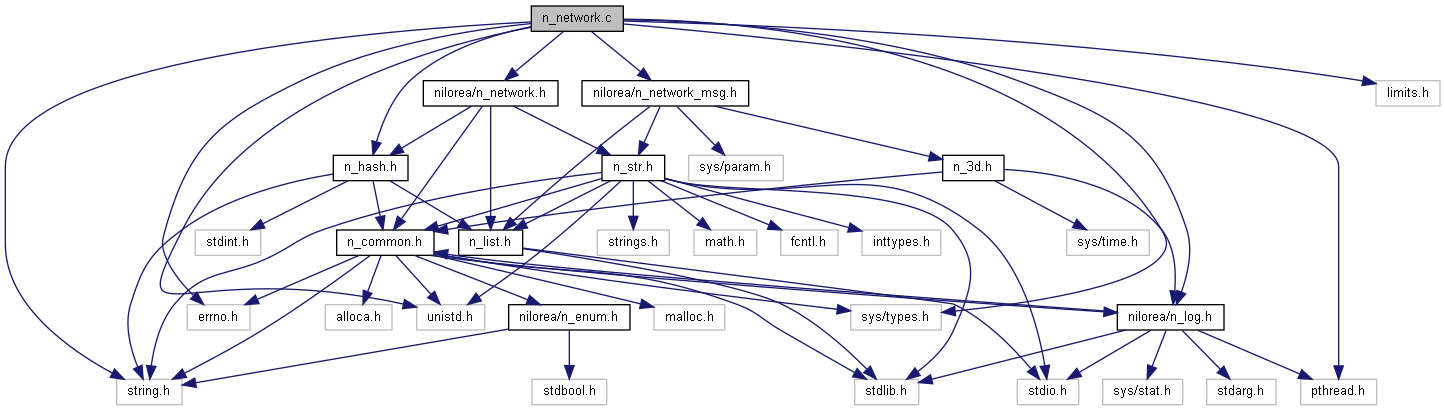 n_network.c
nilorea/n_network.h
nilorea/n_network_msg.h
limits.h
n_hash.h
n_str.h
sys/param.h
n_3d.h
stdint.h
n_common.h
n_list.h
strings.h
math.h
fcntl.h
inttypes.h
sys/time.h
errno.h
alloca.h
unistd.h
nilorea/n_enum.h
malloc.h
sys/types.h
nilorea/n_log.h
string.h
stdbool.h
stdlib.h
stdio.h
sys/stat.h
stdarg.h
pthread.h